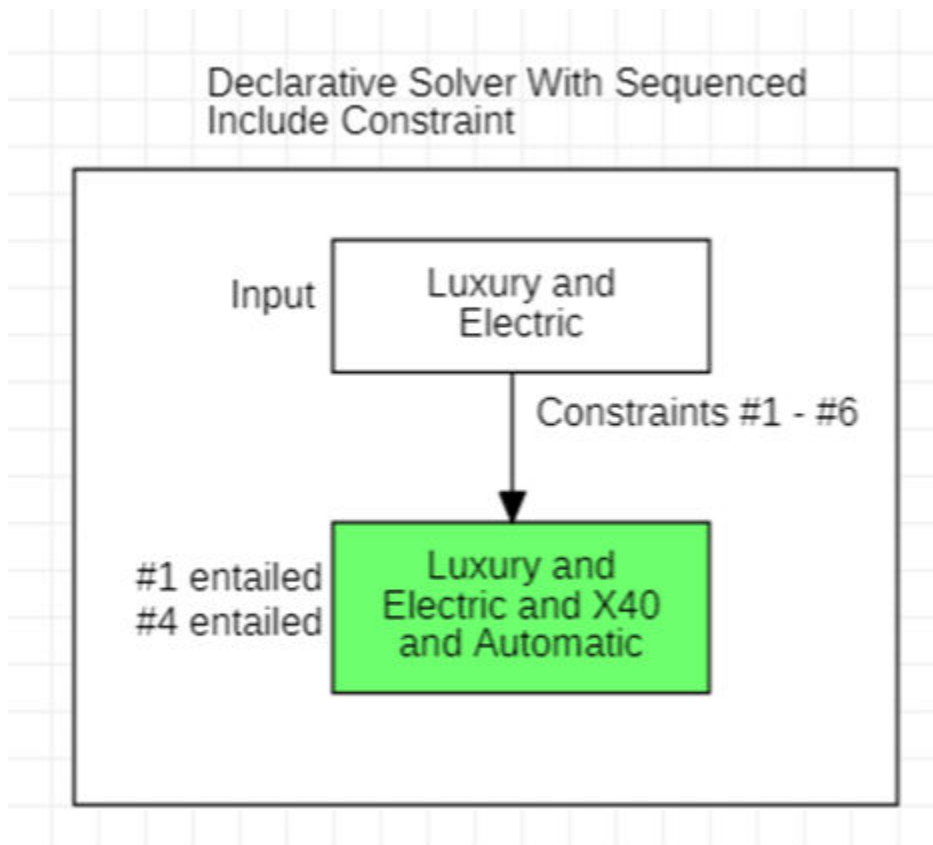 Declarative Solver With Sequenced
Include Constraint
Input
Luxury and
Electric
Constraints #1 - #6
#1 entailed
#4 entailed
Luxury and
Electric and X40
and Automatic